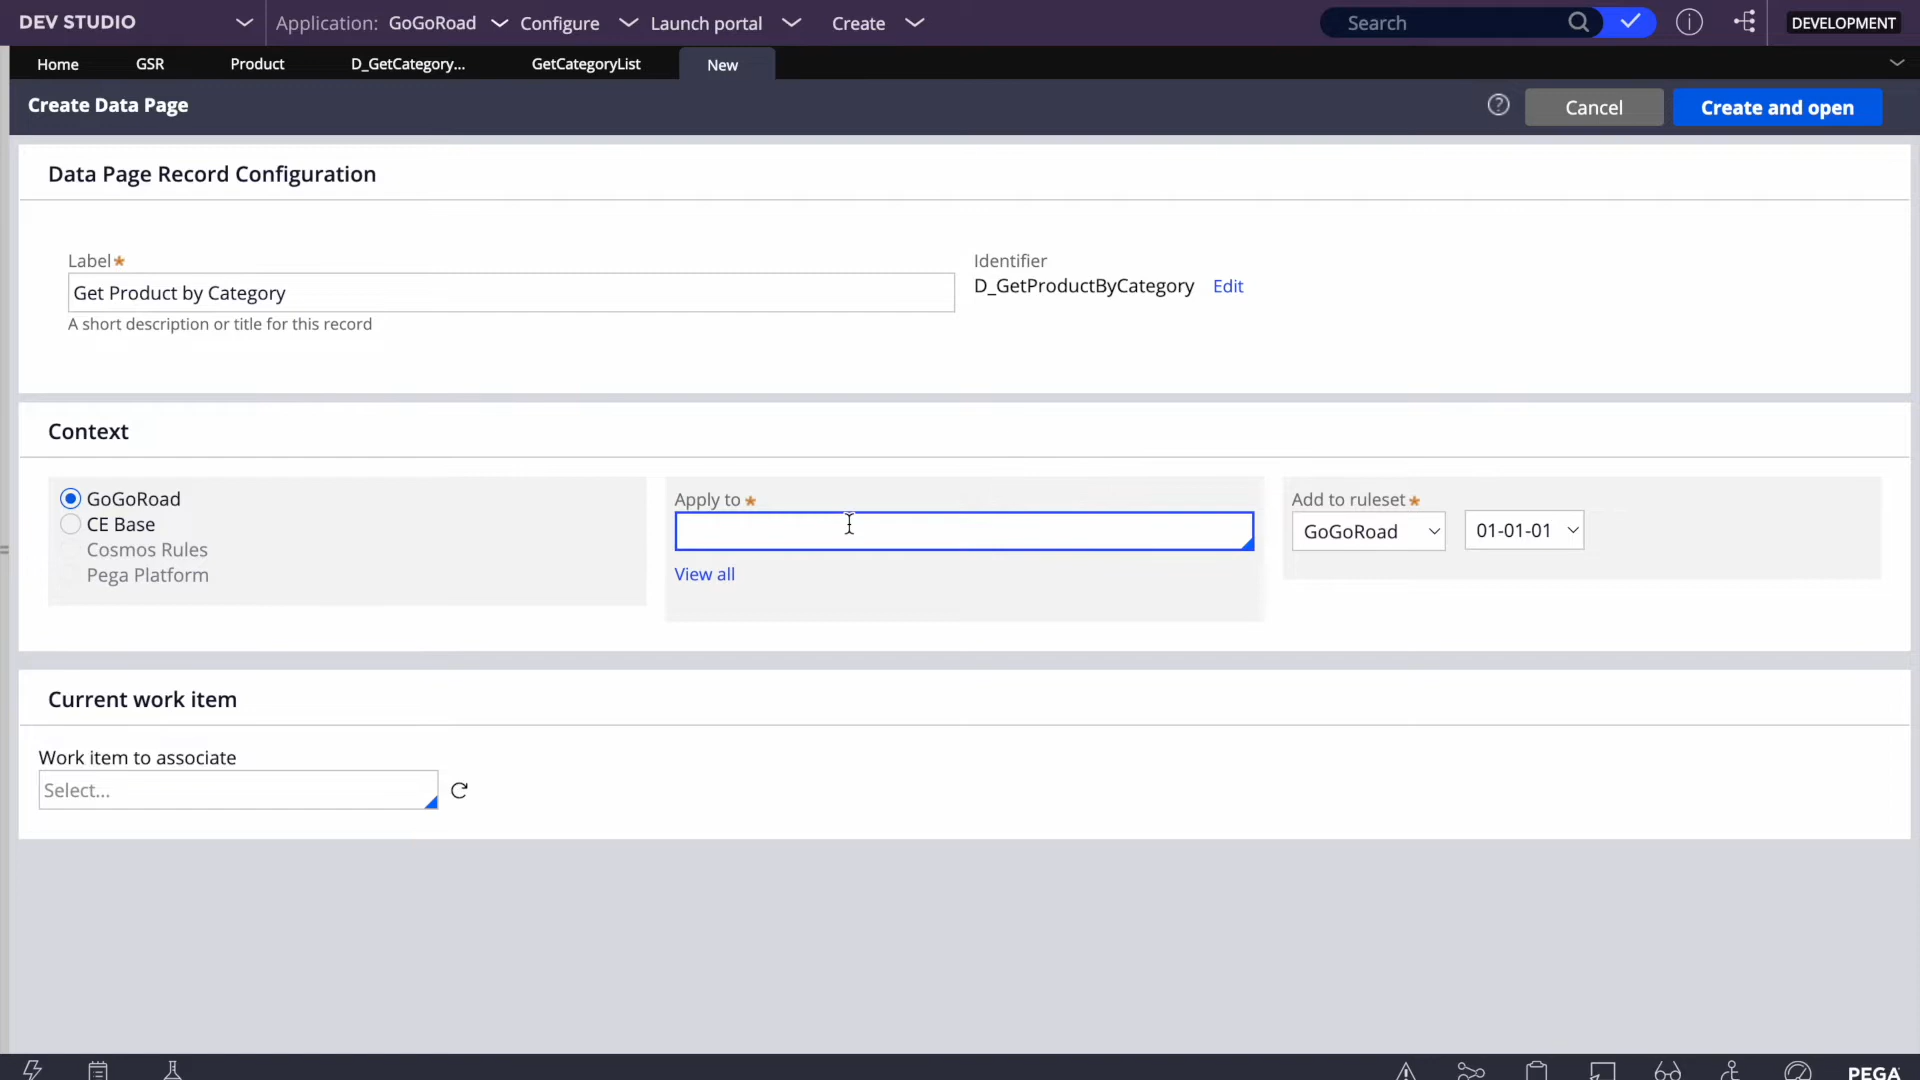 DEV STUDIO
Application: GoGoRoad
Configure
Launch portal
Create
Search
DEVELOPMENT
Home
GSR
Product
D_GetCategory...
GetCategoryList
New
Create Data Page
Cancel
Create and open
Data Page Record Configuration
Label*
Identifier
Get Product by Category
D_GetProductByCategory Edit
A short description or title for this record
Context
GoGoRoad
CE Base
Cosmos Rules
Pega Platform
Apply to *
View all
Add to ruleset*
GoGoRoad
01-01-01
Current work item
Work item to associate
Select...
PEGA